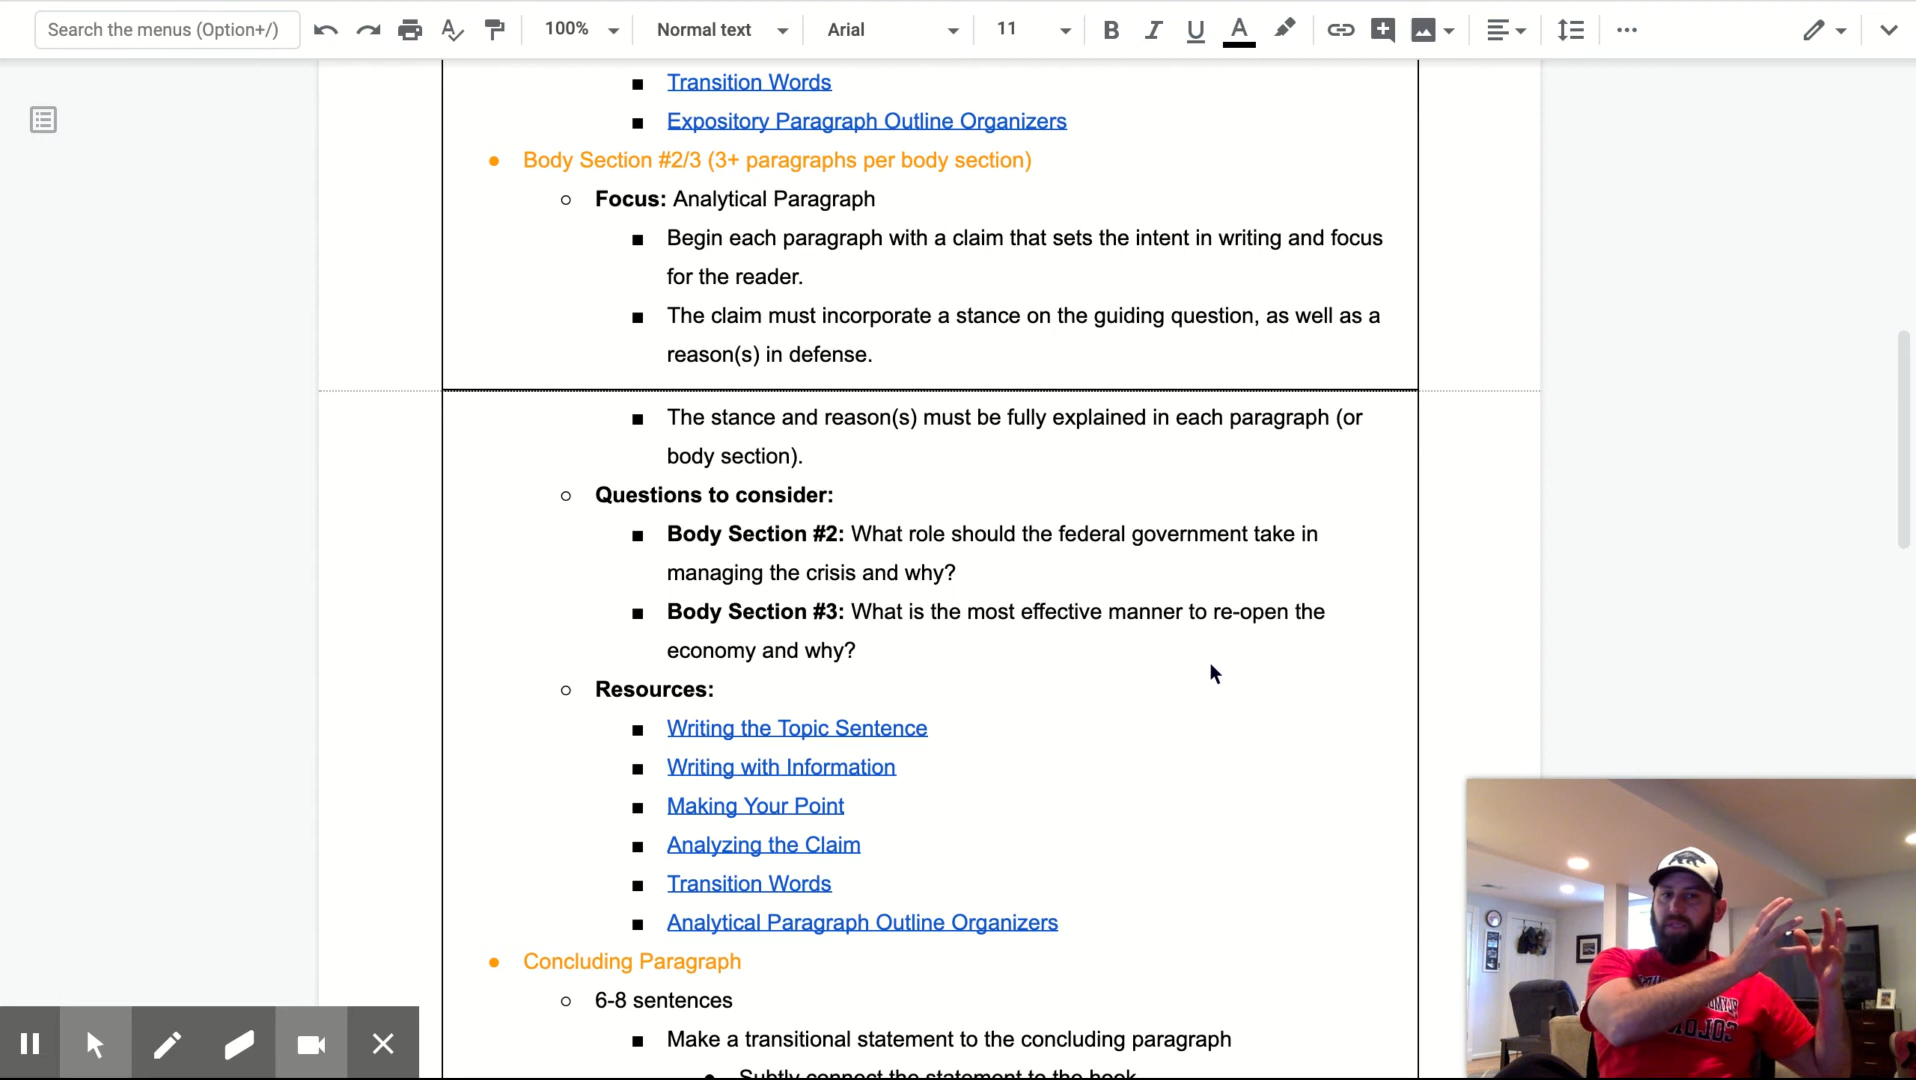 Search the menus (Option+/)
100%
Normal text
Arial
11
B I U A
Transition Words
Expository Paragraph Outline Organizers
Body Section #2/3 (3+ paragraphs per body section)
Focus: Analytical Paragraph
Begin each paragraph with a claim that sets the intent in writing and focus
for the reader.
The claim must incorporate a stance on the guiding question, as well as a
reason(s) in defense.
The stance and reason(s) must be fully explained in each paragraph (or
body section).
Questions to consider:
Body Section #2: What role should the federal government take in
managing the crisis and why?
Body Section #3: What is the most effective manner to re-open the
economy and why?
Resources:
Writing the Topic Sentence
Writing with Information
Making Your Point
Analyzing the Claim
Transition Words
Analytical Paragraph Outline Organizers
Concluding Paragraph
6-8 sentences
Make a transitional statement to the concluding paragraph
Subtly connect the statement to the hook